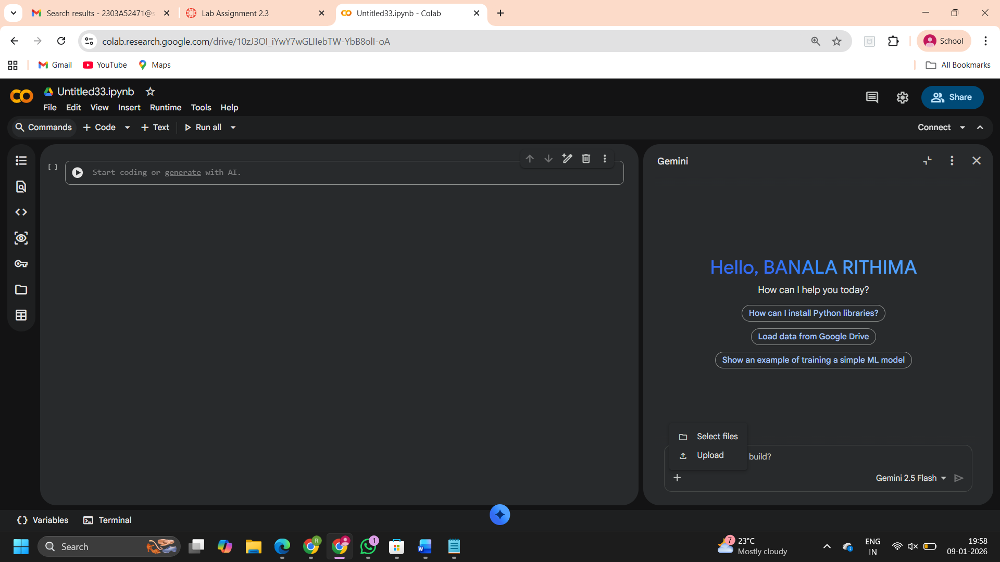 Search results - 2303A52471@s
Lab Assignment 2.3
Untitled33.ipynb - Colab
colab.research.google.com/drive/10zJ3OI_iYwY7wGLIIebTW-YbB8olI-oA
School
Gmail
YouTube
Maps
All Bookmarks
Untitled33.ipynb
File Edit View Insert Runtime Tools Help
Share
Commands
+ Code
+ Text
Run all
Connect
[ ]
Start coding or generate with AI.
Gemini
Hello, BANALA RITHIMA
How can I help you today?
How can I install Python libraries?
Load data from Google Drive
Show an example of training a simple ML model
Select files
Upload
build?
Gemini 2.5 Flash
Variables
Terminal
Search
R
1
7
23°C
Mostly cloudy
ENG
IN
19:58
09-01-2026